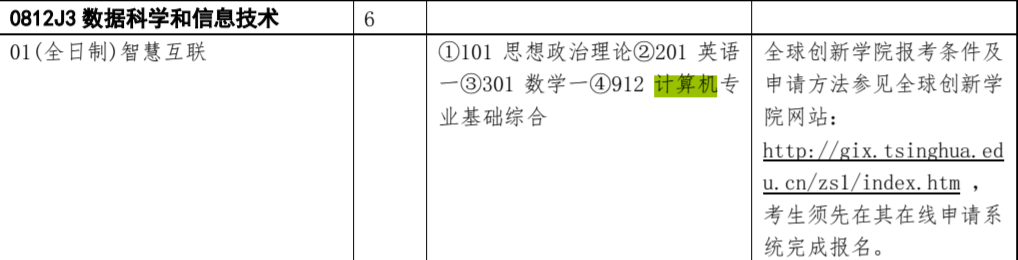 0812J3 数据科学和信息技术
6
01(全日制)智慧互联
①101 思想政治理论②201 英语
一③301 数学一④912 计算机专
业基础综合
全球创新学院报考条件及
申请方法参见全球创新学
院网站：
http://gix.tsinghua.ed
u.cn/zsl/index.htm ，
考生须先在其在线申请系
统完成报名。